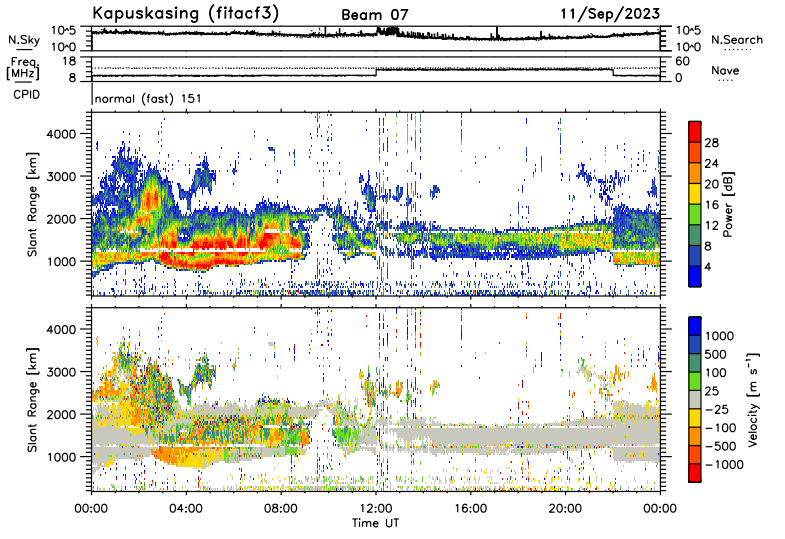 Kapuskasing (fitacf3) Beam 07 11/Sep/2023
N.Sky 10^5 10^0 10^5 10^0 N.Search
Freq. [MHz] 18 8 60 0 Nave
CPID normal (fast) 151
Slant Range [km] 4000 3000 2000 1000
Power [dB] 28 24 20 16 12 8 4
Slant Range [km] 4000 3000 2000 1000
Velocity [m s⁻¹] 1000 500 100 25 −25 −100 −500 −1000
00:00 04:00 08:00 12:00 16:00 20:00 00:00
Time UT